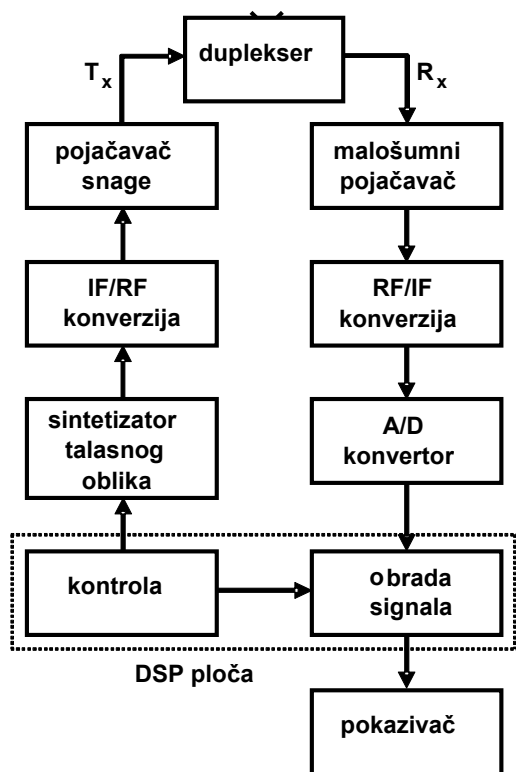 duplekser
T x
R x
pojačavač
snage
malošumni
pojačavač
IF/RF
konverzija
RF/IF
konverzija
sintetizator
talasnog
oblika
A/D
konvertor
kontrola
obrada
signala
DSP ploča
pokazivač